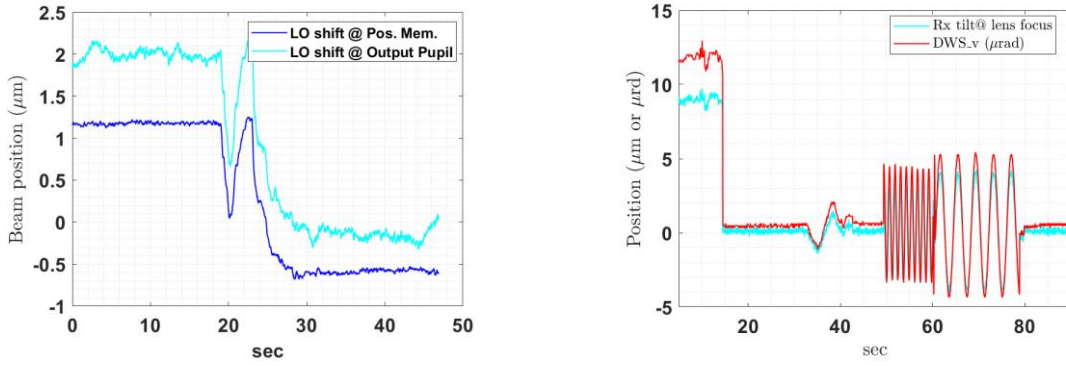 2.5
2
1.5
1
0.5
0
-0.5
-1
Beam position (μm)
LO shift @ Pos. Mem.
LO shift @ Output Pupil
0 10 20 30 40 50
sec
15
10
5
0
-5
Position (μm or μrd)
Rx tilt@ lens focus
DWS_v (μrad)
20 40 60 80
sec